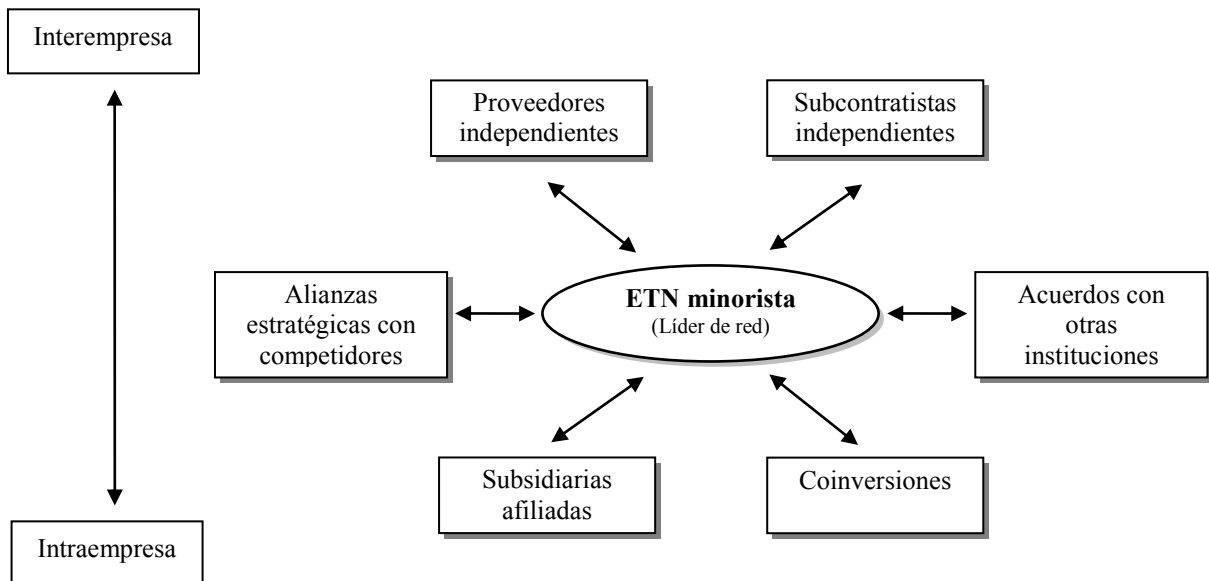 Interempresa
Proveedores
independientes
Subcontratistas
independientes
Alianzas
estratégicas con
competidores
ETN minorista
(Líder de red)
Acuerdos con
otras
instituciones
Subsidiarias
afiliadas
Coinversiones
Intraempresa